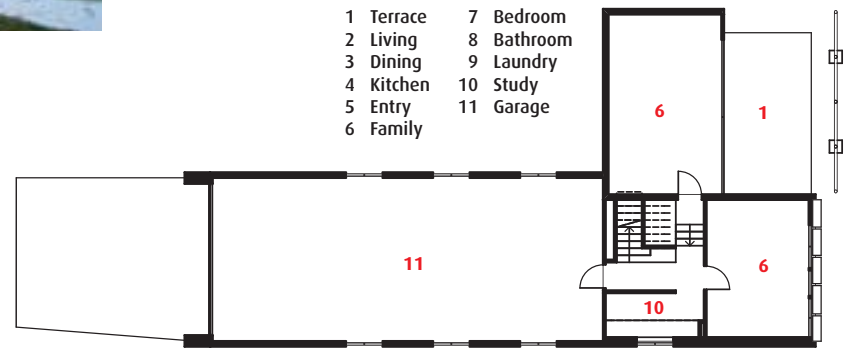 1 Terrace
2 Living
3 Dining
4 Kitchen
5 Entry
6 Family
7 Bedroom
8 Bathroom
9 Laundry
10 Study
11 Garage
6
1
11
6
10